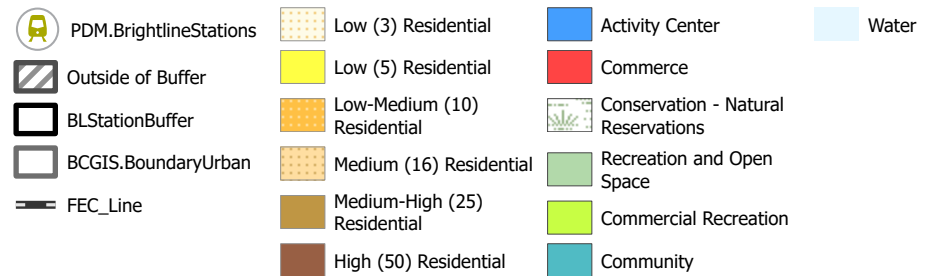 PDM.BrightlineStations
Outside of Buffer
BLStationBuffer
BCGIS.BoundaryUrban
FEC_Line
Low (3) Residential
Low (5) Residential
Low-Medium (10)
Residential
Medium (16) Residential
Medium-High (25)
Residential
High (50) Residential
Activity Center
Commerce
Conservation - Natural
Reservations
Recreation and Open
Space
Commercial Recreation
Community
Water